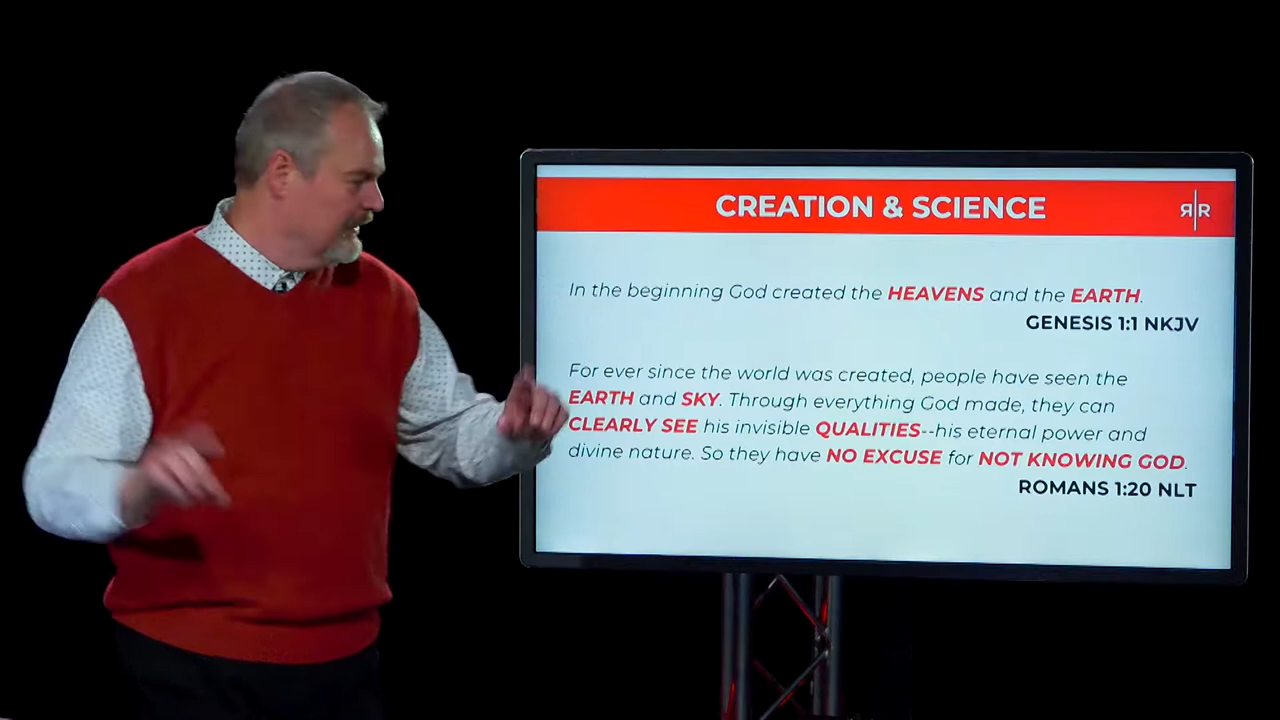 CREATION & SCIENCE
ЯR
In the beginning God created the HEAVENS and the EARTH.
GENESIS 1:1 NKJV
For ever since the world was created, people have seen the
EARTH and SKY. Through everything God made, they can
CLEARLY SEE his invisible QUALITIES--his eternal power and
divine nature. So they have NO EXCUSE for NOT KNOWING GOD.
ROMANS 1:20 NLT